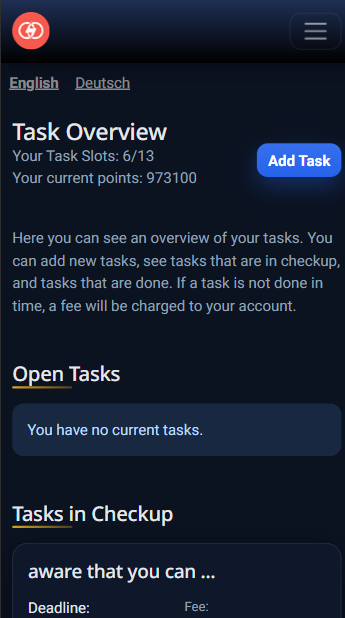 English Deutsch
Task Overview
Your Task Slots: 6/13
Your current points: 973100
Add Task
Here you can see an overview of your tasks. You
can add new tasks, see tasks that are in checkup,
and tasks that are done. If a task is not done in
time, a fee will be charged to your account.
Open Tasks
You have no current tasks.
Tasks in Checkup
aware that you can ...
Deadline: Fee: